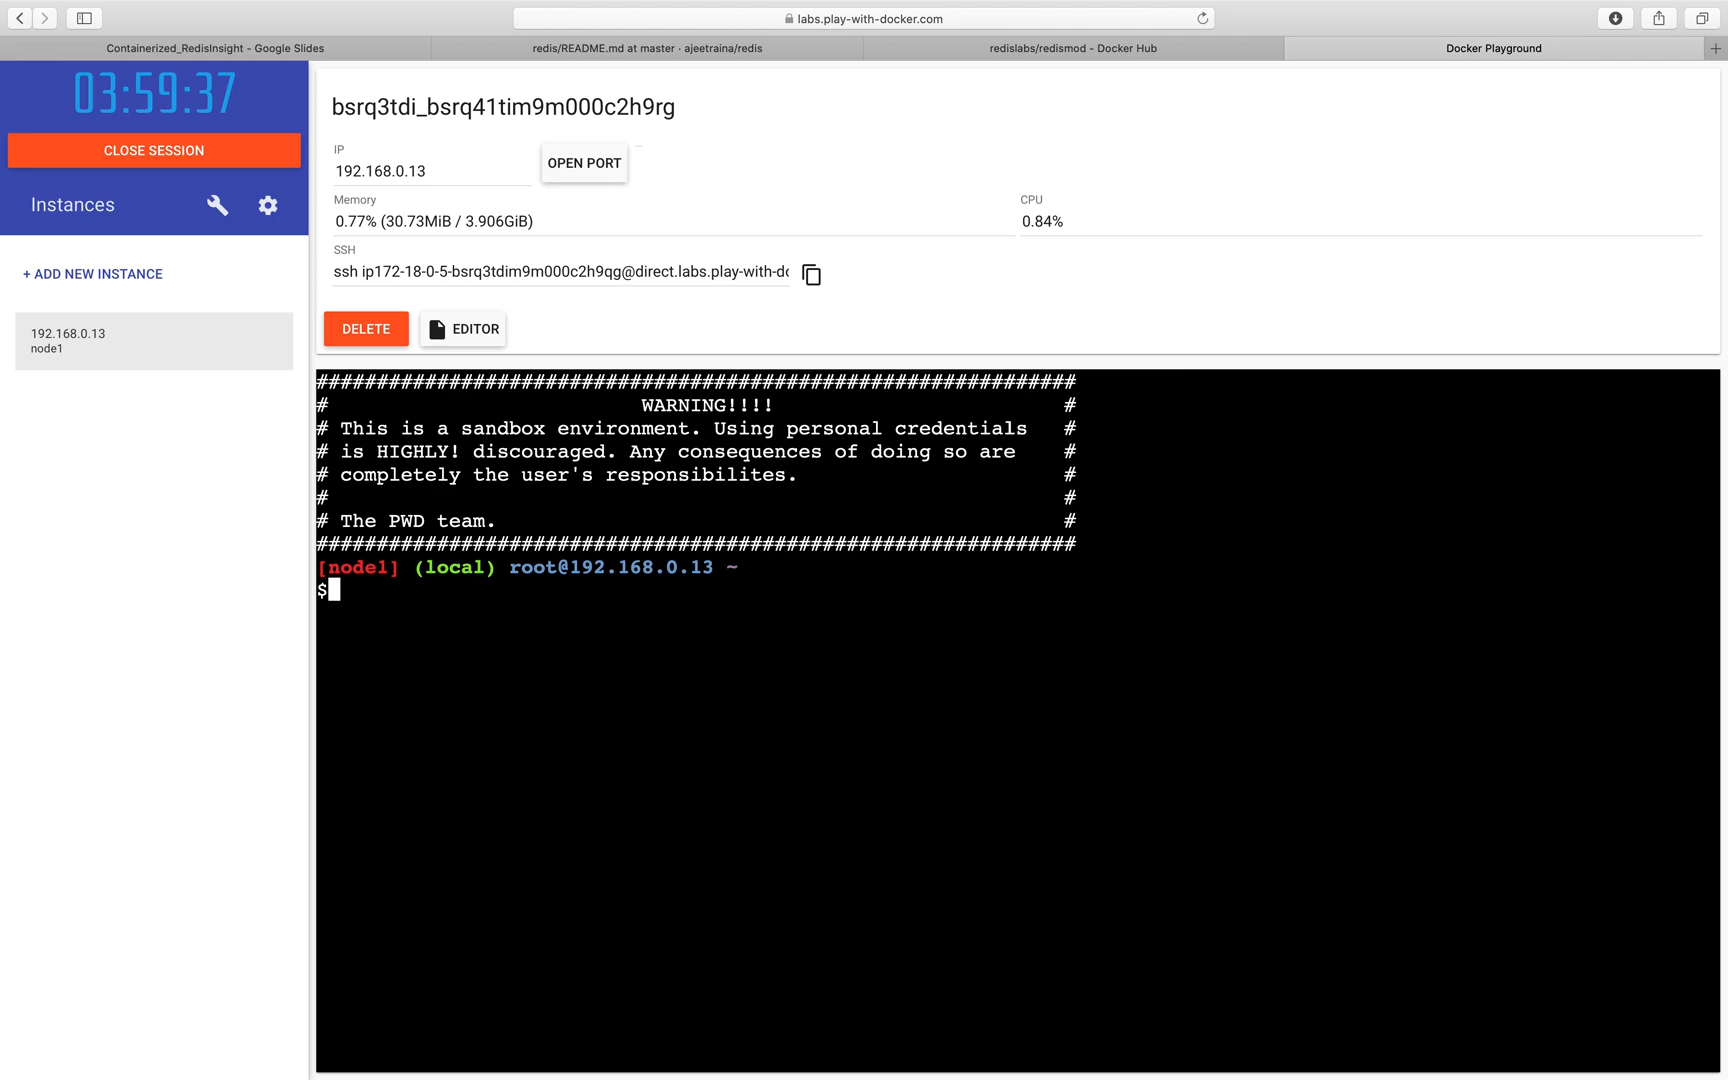 labs.play-with-docker.com
Containerized_RedisInsight - Google Slides
redis/README.md at master · ajeetraina/redis
redislabs/redismod - Docker Hub
Docker Playground
03:59:37
CLOSE SESSION
Instances
+ ADD NEW INSTANCE
192.168.0.13
node1
bsrq3tdi_bsrq41tim9m000c2h9rg
IP
192.168.0.13
OPEN PORT
Memory
0.77% (30.73MiB / 3.906GiB)
CPU
0.84%
SSH
ssh ip172-18-0-5-bsrq3tdim9m000c2h9qg@direct.labs.play-with-do
DELETE
EDITOR
###############################################################
# WARNING!!!! #
# This is a sandbox environment. Using personal credentials #
# is HIGHLY! discouraged. Any consequences of doing so are #
# completely the user's responsibilites. #
# #
# The PWD team. #
###############################################################
[node1] (local) root@192.168.0.13 ~
$